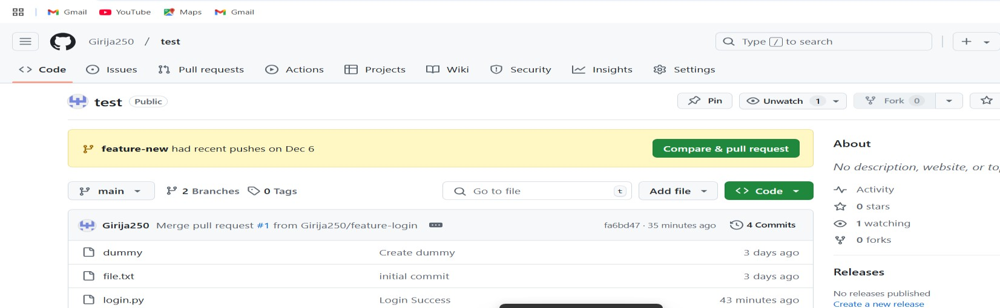 Gmail YouTube Maps Gmail
Girija250 / test Type / to search
Code Issues Pull requests Actions Projects Wiki Security Insights Settings
test Public Pin Unwatch 1 Fork 0
feature-new had recent pushes on Dec 6 Compare & pull request
About
No description, website, or
main 2 Branches 0 Tags Go to file t Add file Code
Activity
0 stars
1 watching
0 forks
Girija250 Merge pull request #1 from Girija250/feature-login fa6bd47 · 35 minutes ago 4 Commits
dummy Create dummy 3 days ago
file.txt initial commit 3 days ago
login.py Login Success 43 minutes ago
Releases
No releases published
Create a new release